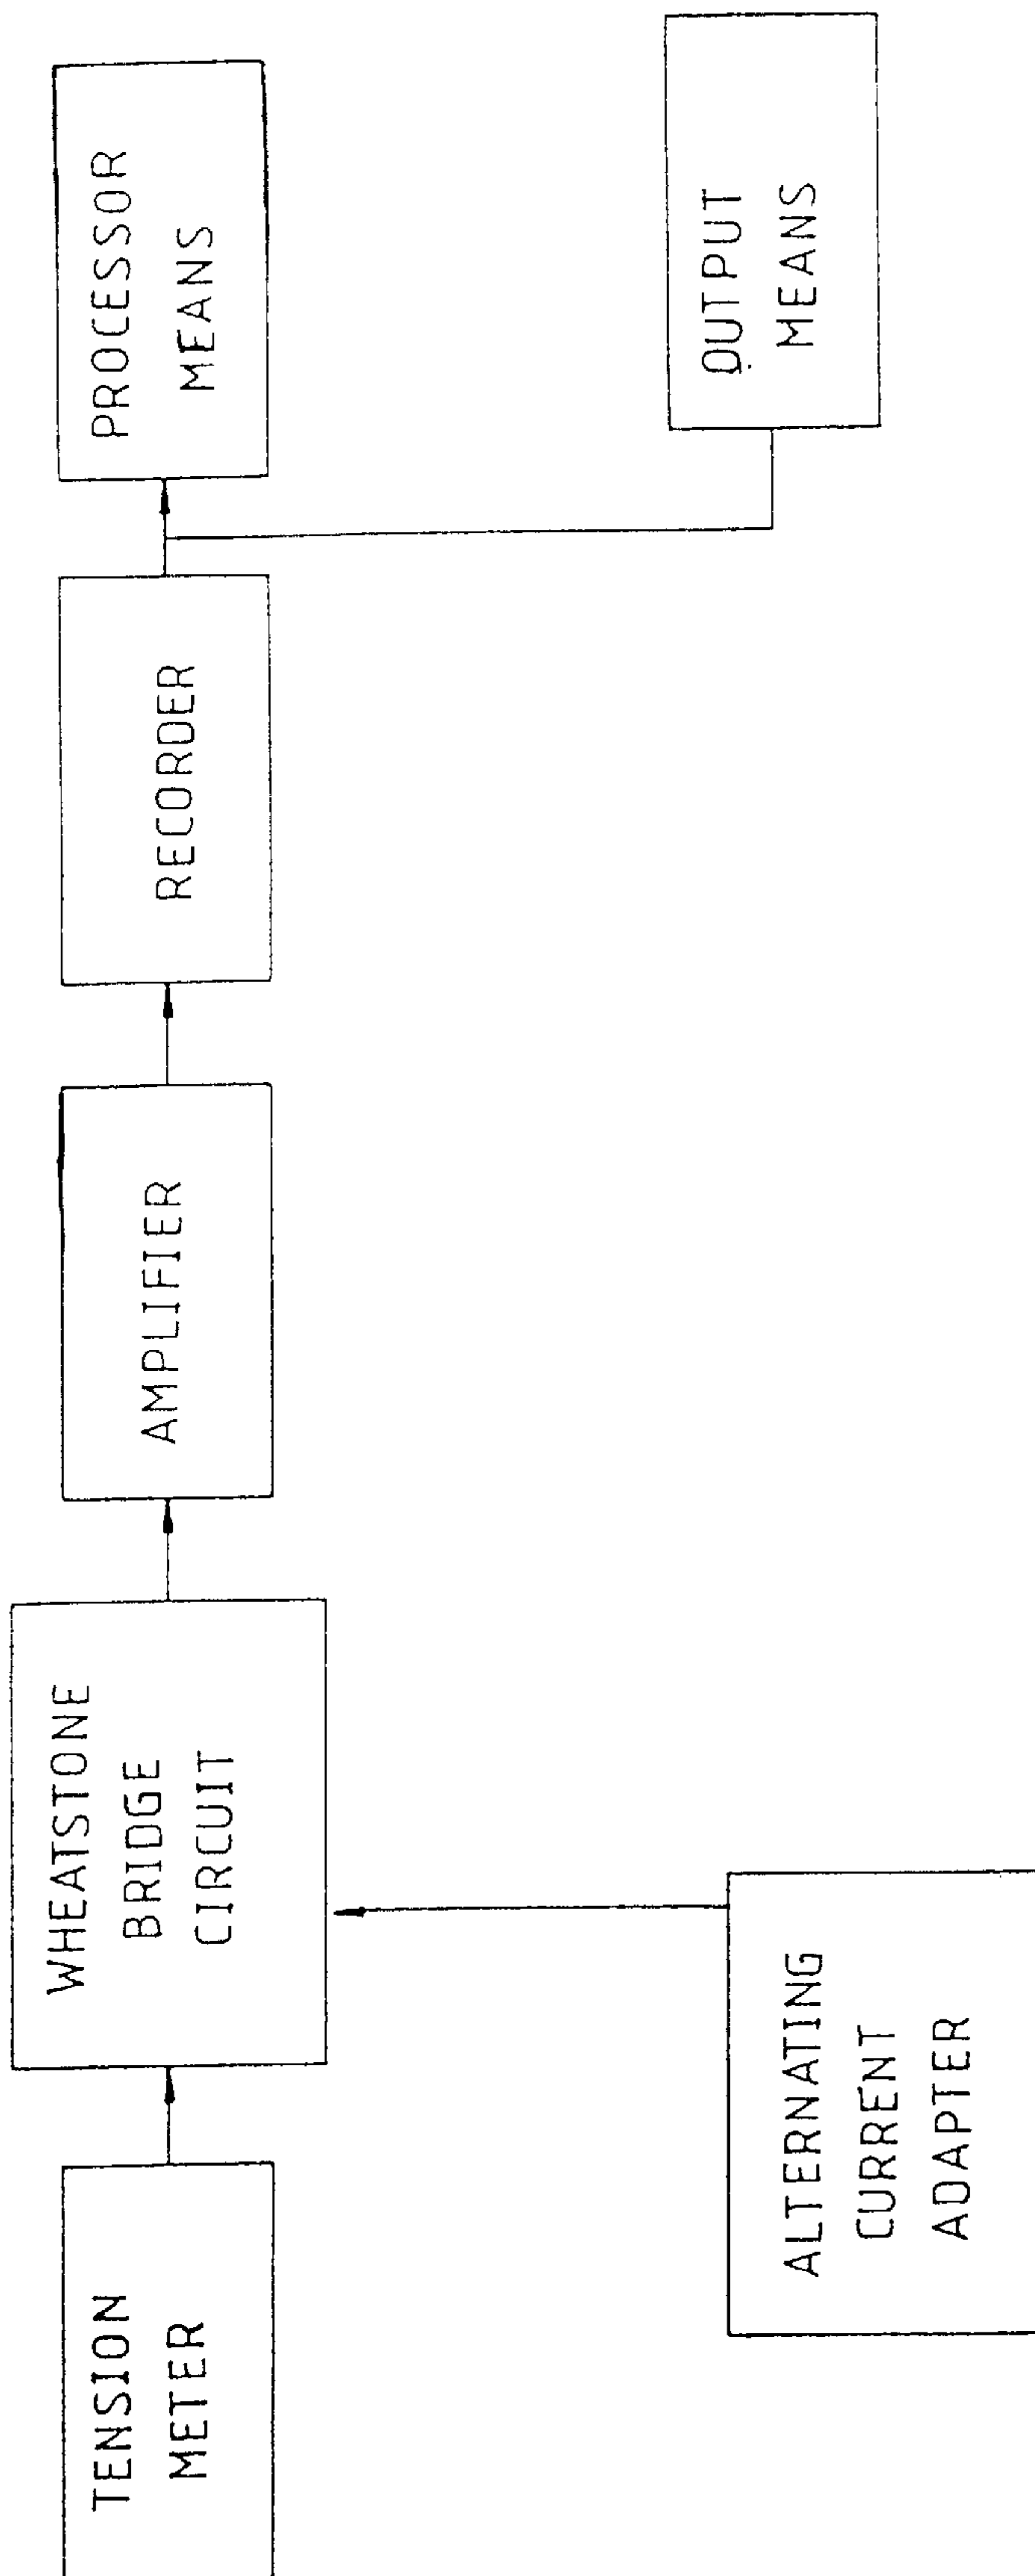 TENSION
METER
WHEATSTONE
BRIDGE
CIRCUIT
AMPLIFIER
RECORDER
PROCESSOR
MEANS
ALTERNATING
CURRENT
ADAPTER
OUTPUT
MEANS